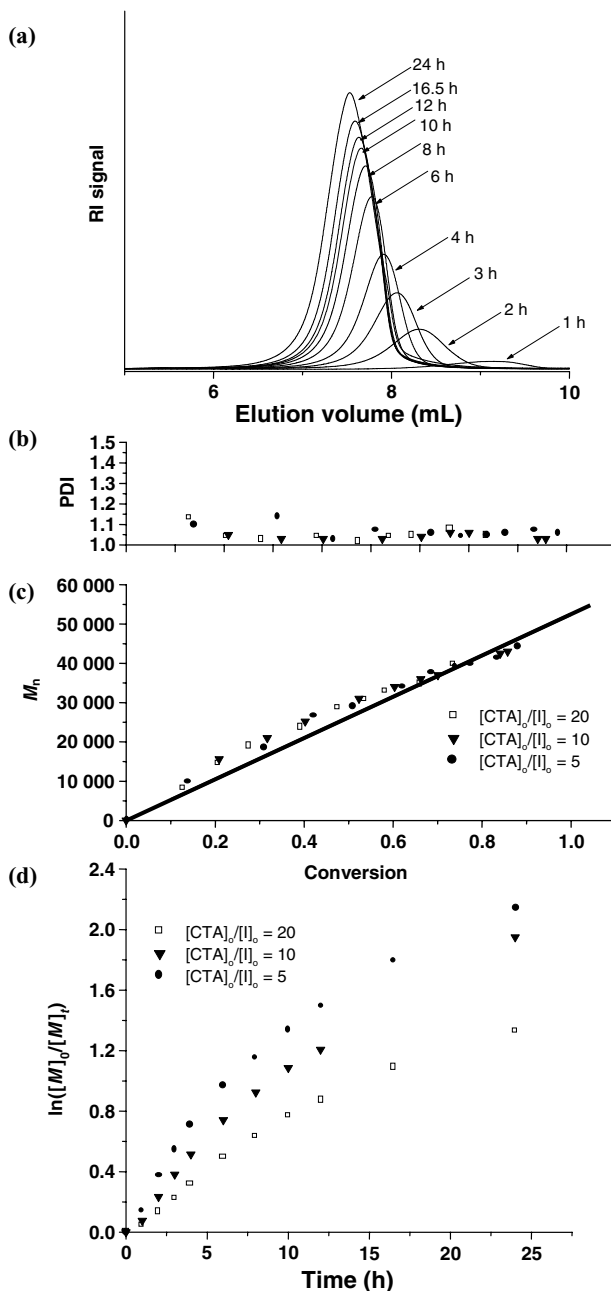 (a)
24 h
16.5 h
12 h
10 h
8 h
6 h
4 h
3 h
2 h
1 h
RI signal
6 8 10
Elution volume (mL)
(b)
1.5
1.4
1.3
1.2
1.1
1.0
PDI
(c)
60 000
50 000
40 000
30 000
20 000
10 000
0
Mn
[CTA]o/[I]o = 20
[CTA]o/[I]o = 10
[CTA]o/[I]o = 5
0.0 0.2 0.4 0.6 0.8 1.0
Conversion
(d)
2.4
2.0
1.6
1.2
0.8
0.4
0.0
ln([M]0/[M]t)
[CTA]o/[I]o = 20
[CTA]o/[I]o = 10
[CTA]o/[I]o = 5
0 5 10 15 20 25
Time (h)